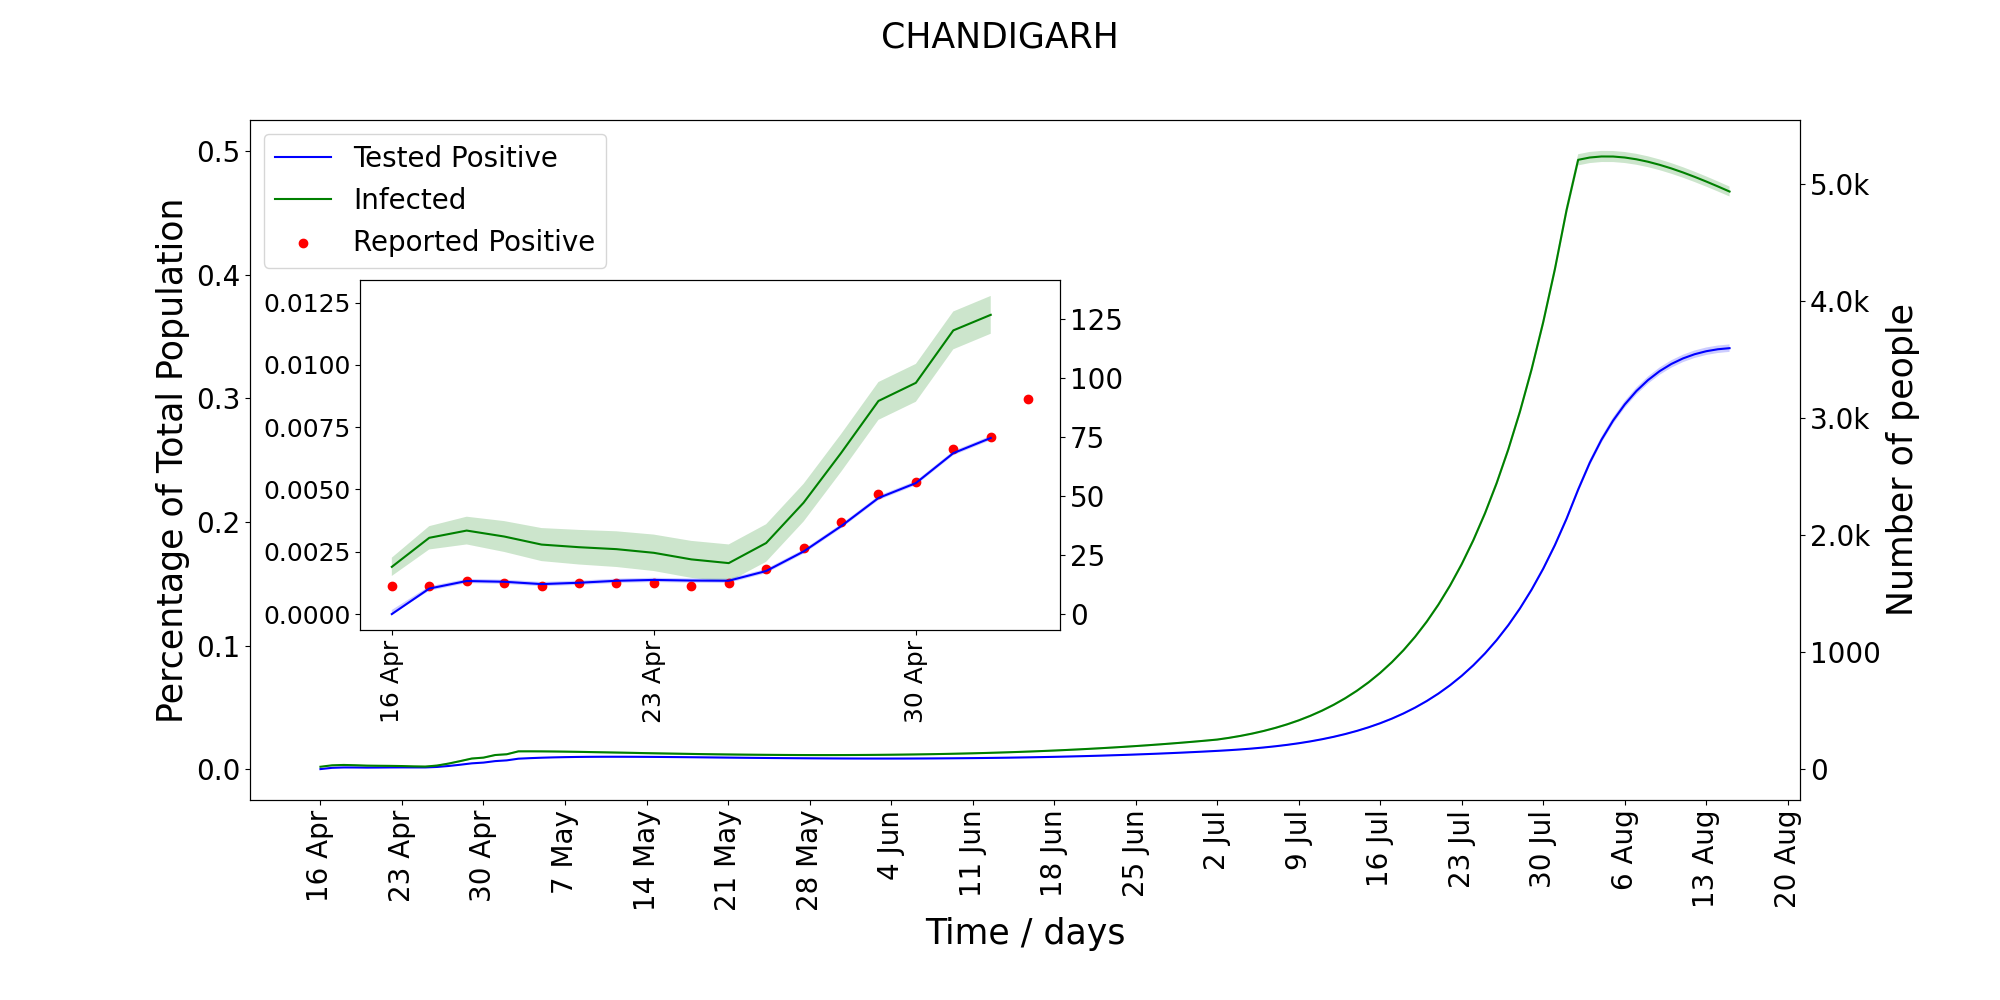 CHANDIGARH
Tested Positive
Infected
Reported Positive
Percentage of Total Population
0.5
0.4
0.3
0.2
0.1
0.0
5.0k
4.0k
3.0k
2.0k
1000
0
Number of people
0.0125
0.0100
0.0075
0.0050
0.0025
0.0000
125
100
75
50
25
0
16 Apr
23 Apr
30 Apr
16 Apr
23 Apr
30 Apr
7 May
14 May
21 May
28 May
4 Jun
11 Jun
18 Jun
25 Jun
2 Jul
9 Jul
16 Jul
23 Jul
30 Jul
6 Aug
13 Aug
20 Aug
Time / days